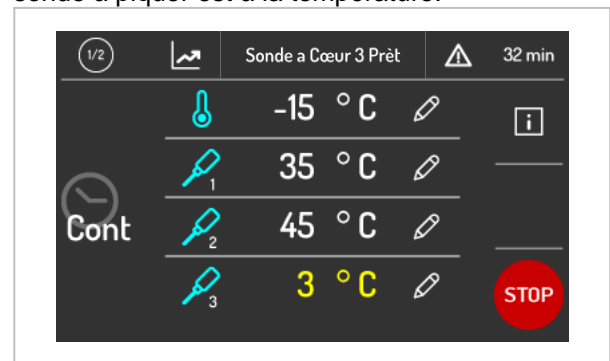 sonde à piquer est à la température.
1/2 Sonde a Cœur 3 Prèt 32 min
-15 °C
i
1 35 °C
Cont
2 45 °C
3 3 °C
STOP